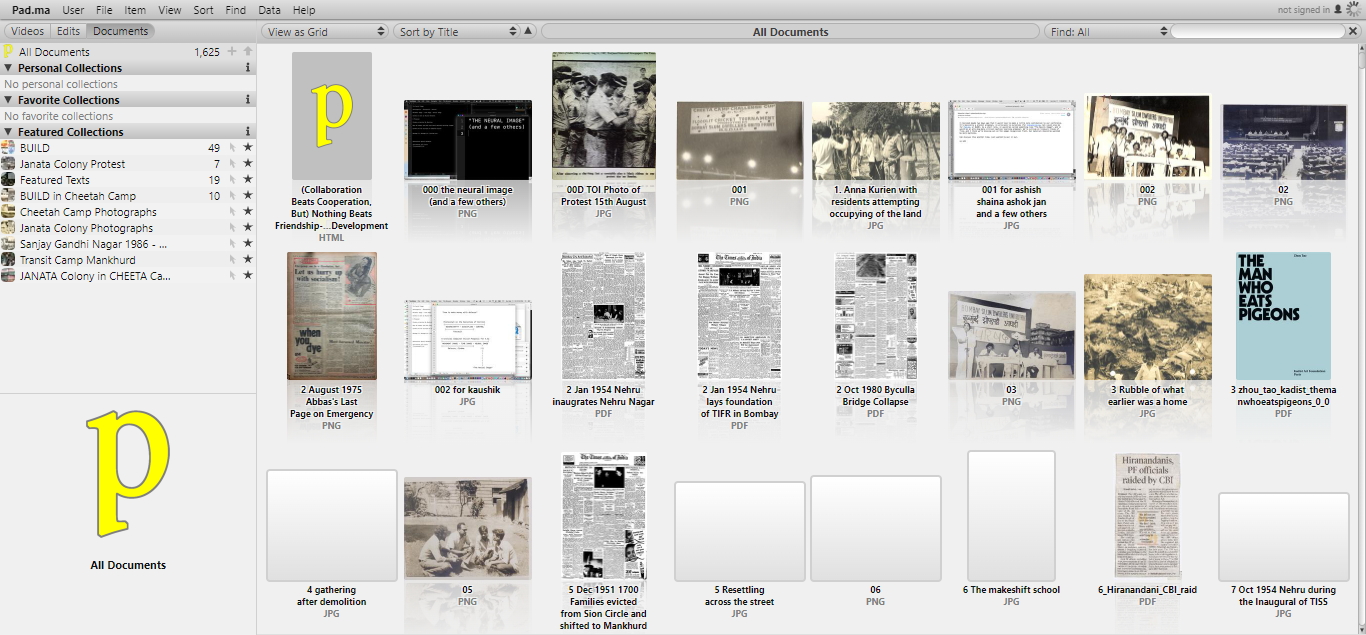 Pad.ma User File Item View Sort Find Data Help
not signed in
Videos Edits Documents
View as Grid
Sort by Title
All Documents
Find: All
All Documents 1,625
Personal Collections
No personal collections
Favorite Collections
No favorite collections
Featured Collections
BUILD 49
Janata Colony Protest 7
Featured Texts 19
BUILD in Cheetah Camp 10
Cheetah Camp Photographs
Janata Colony Photographs
Sanjay Gandhi Nagar 1986 - ...
Transit Camp Mankhurd
JANATA Colony in CHEETA Ca...
p
All Documents
p
(Collaboration
Beats Cooperation,
But) Nothing Beats
Friendship-...Development
HTML
"THE NEURAL IMAGE"
(and a few others)
000 the neural image
(and a few others)
PNG
00D TOI Photo of
Protest 15th August
JPG
001
PNG
1. Anna Kurien with
residents attempting
occupying of the land
JPG
001 for ashish
shaina ashok jan
and a few others
JPG
002
PNG
02
PNG
Let us hurry up
with socialism!
when
you
dye
2 August 1975
Abbas's Last
Page on Emergency
PNG
002 for kaushik
JPG
2 Jan 1954 Nehru
inaugrates Nehru Nagar
PDF
The Times of India
2 Jan 1954 Nehru
lays foundation
of TIFR in Bombay
PDF
2 Oct 1980 Byculla
Bridge Collapse
PDF
03
PNG
3 Rubble of what
earlier was a home
JPG
THE
MAN
WHO
EATS
PIGEONS
3 zhou_tao_kadist_thema
nwhoeatspigeons_0_0
PDF
4 gathering
after demolition
JPG
05
PNG
The Times of India
5 Dec 1951 1700
Families evicted
from Sion Circle and
shifted to Mankhurd
5 Resettling
across the street
JPG
06
PNG
6 The makeshift school
JPG
Hiranandanis,
PF officials
raided by CBI
6_Hiranandani_CBI_raid
PDF
7 Oct 1954 Nehru during
the Inaugural of TISS
JPG